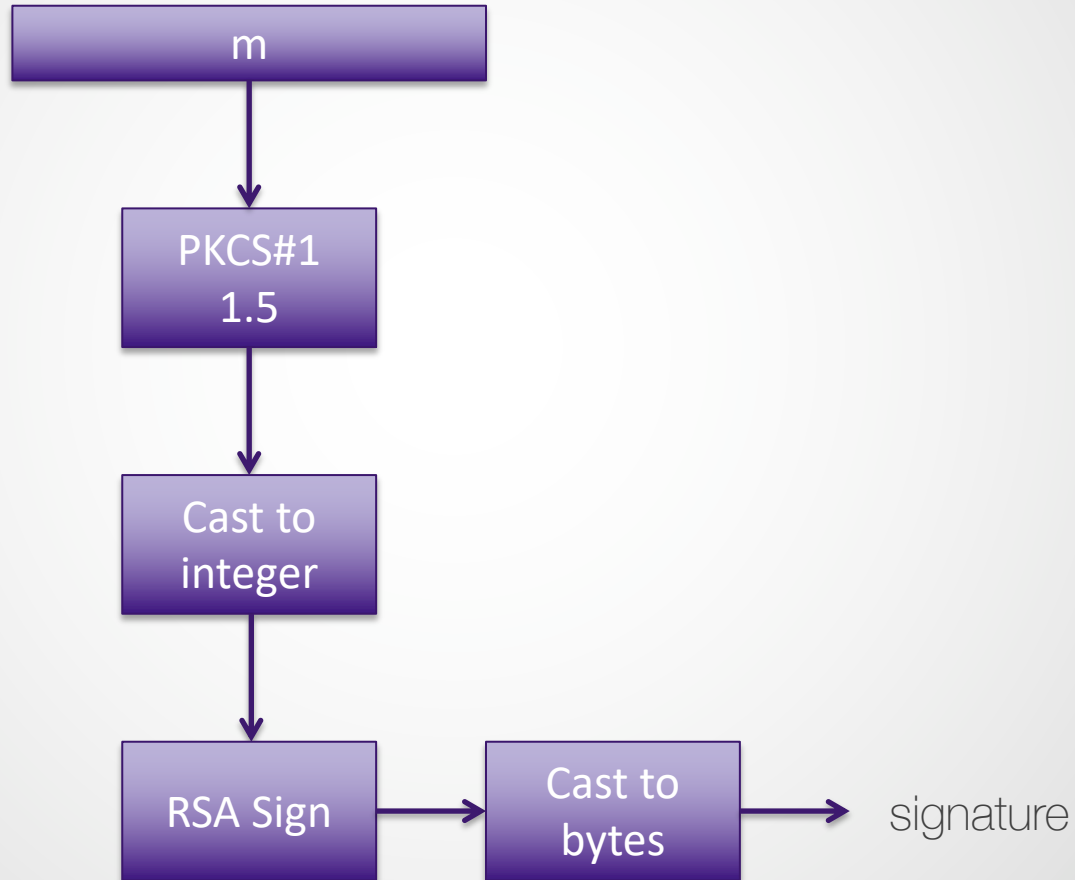 m
PKCS#1
1.5
Cast to
integer
RSA Sign
Cast to
bytes
signature